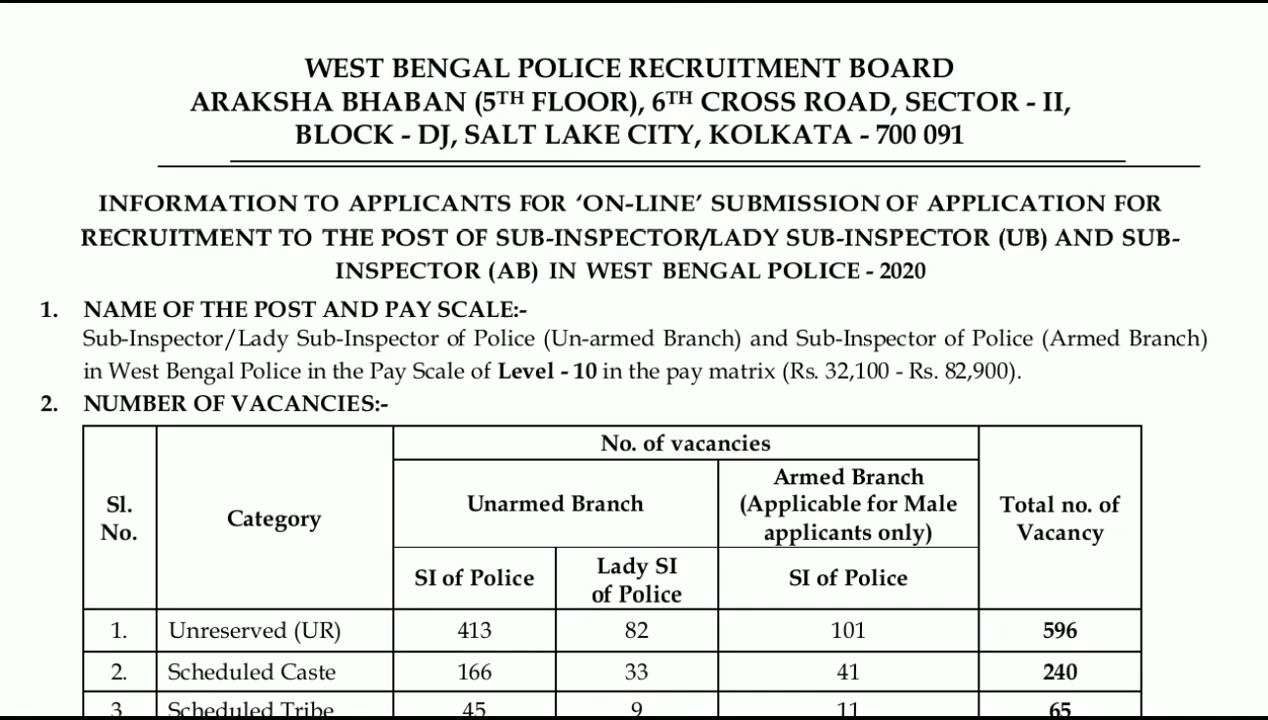 WEST BENGAL POLICE RECRUITMENT BOARD
ARAKSHA BHABAN (5TH FLOOR), 6TH CROSS ROAD, SECTOR - II,
BLOCK - DJ, SALT LAKE CITY, KOLKATA - 700 091
INFORMATION TO APPLICANTS FOR ‘ON-LINE’ SUBMISSION OF APPLICATION FOR
RECRUITMENT TO THE POST OF SUB-INSPECTOR/LADY SUB-INSPECTOR (UB) AND SUB-
INSPECTOR (AB) IN WEST BENGAL POLICE - 2020
1. NAME OF THE POST AND PAY SCALE:-
Sub-Inspector/Lady Sub-Inspector of Police (Un-armed Branch) and Sub-Inspector of Police (Armed Branch)
in West Bengal Police in the Pay Scale of Level - 10 in the pay matrix (Rs. 32,100 - Rs. 82,900).
2. NUMBER OF VACANCIES:-
Sl.
No.
Category
No. of vacancies
Unarmed Branch
Armed Branch
(Applicable for Male
applicants only)
Total no. of
Vacancy
SI of Police
Lady SI
of Police
SI of Police
1. Unreserved (UR) 413 82 101 596
2. Scheduled Caste 166 33 41 240
3 Scheduled Tribe 45 9 11 65